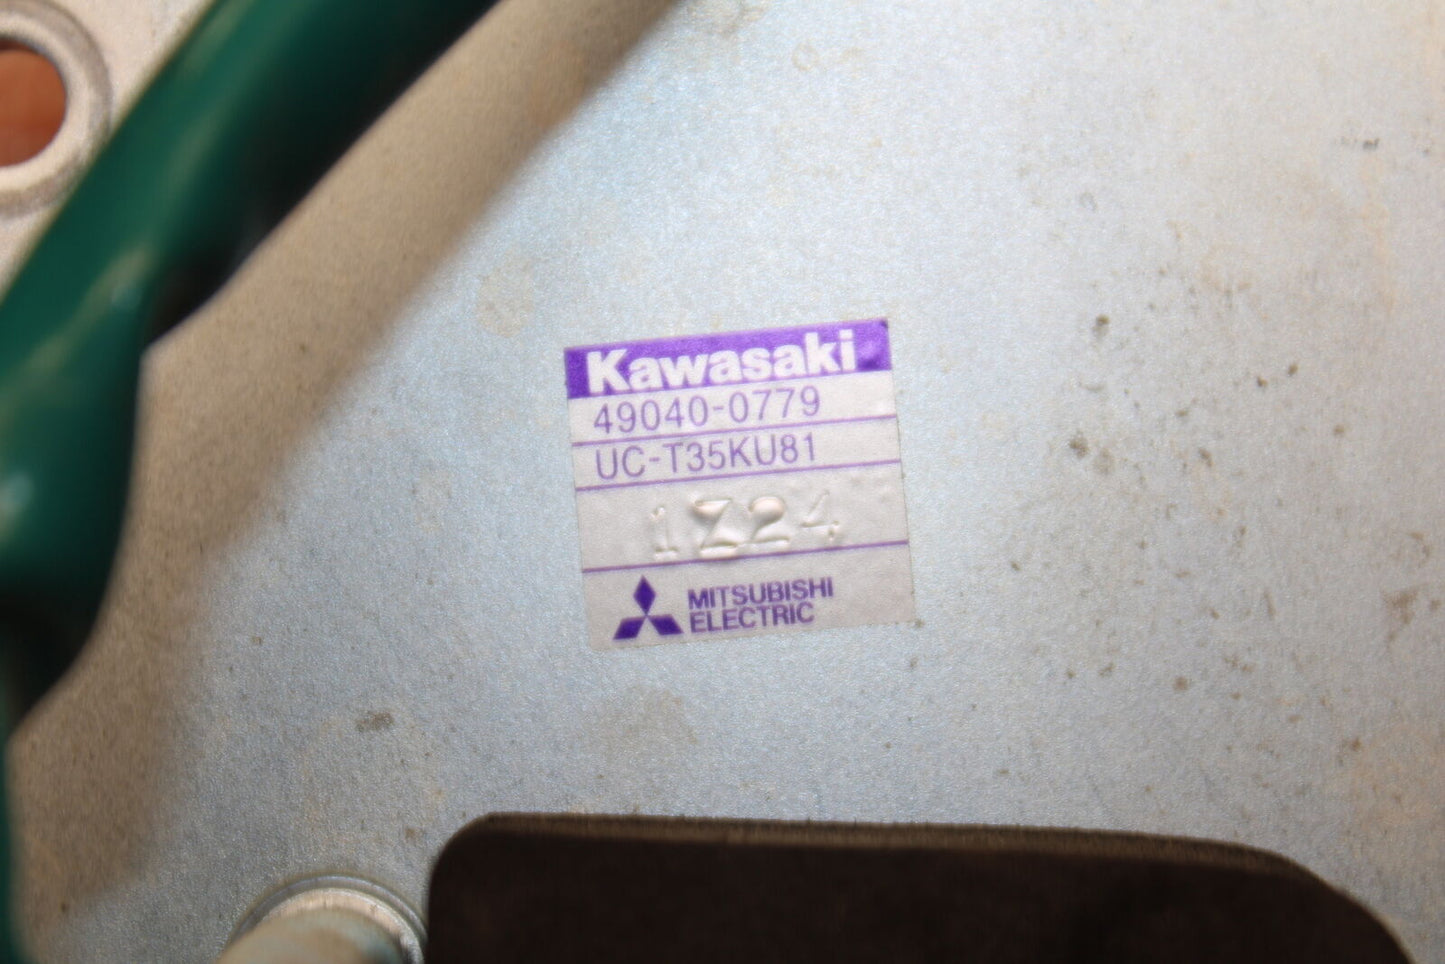 Kawasaki
49040-0779
UC-T35KU81
1Z24
MITSUBISHI
ELECTRIC